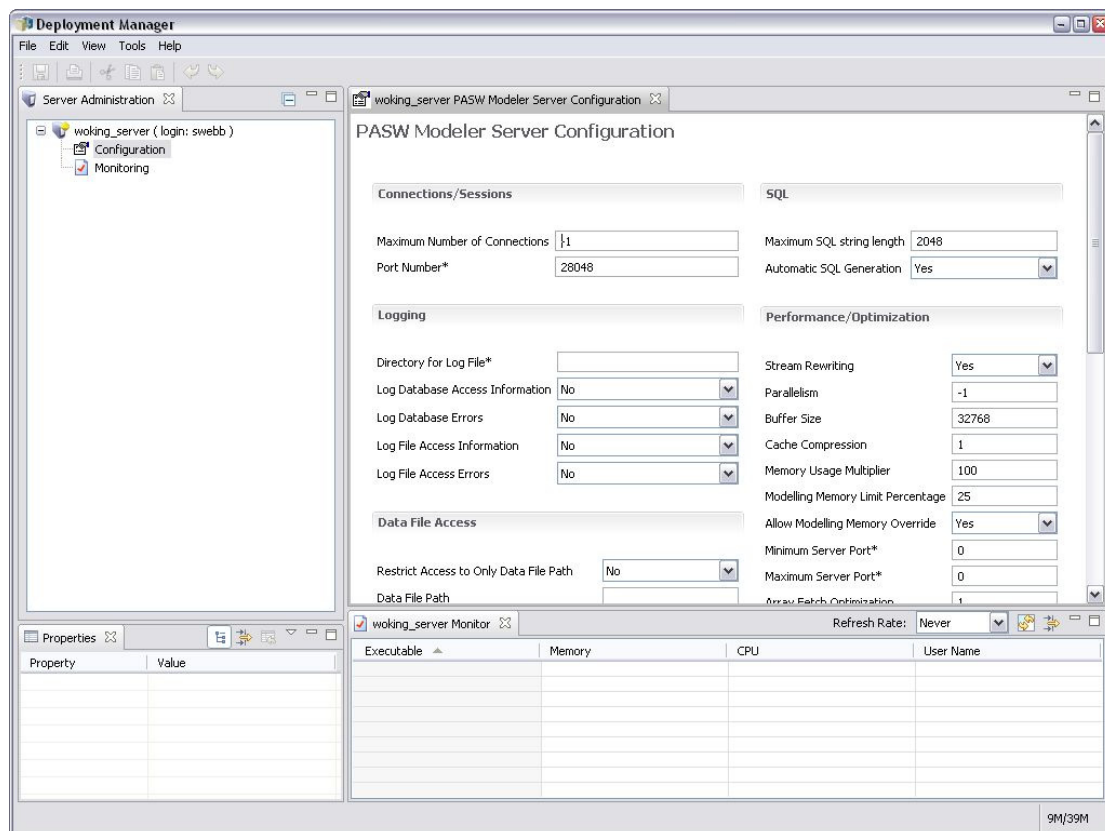 Deployment Manager
File Edit View Tools Help
Server Administration
woking_server ( login: swebb )
Configuration
Monitoring
woking_server PASW Modeler Server Configuration
PASW Modeler Server Configuration
Connections/Sessions
Maximum Number of Connections -1
Port Number* 28048
Logging
Directory for Log File*
Log Database Access Information No
Log Database Errors No
Log File Access Information No
Log File Access Errors No
Data File Access
Restrict Access to Only Data File Path No
Data File Path
SQL
Maximum SQL string length 2048
Automatic SQL Generation Yes
Performance/Optimization
Stream Rewriting Yes
Parallelism -1
Buffer Size 32768
Cache Compression 1
Memory Usage Multiplier 100
Modelling Memory Limit Percentage 25
Allow Modelling Memory Override Yes
Minimum Server Port* 0
Maximum Server Port* 0
Array Fetch Optimization 1
Properties
Property Value
woking_server Monitor
Refresh Rate: Never
Executable Memory CPU User Name
9M/39M